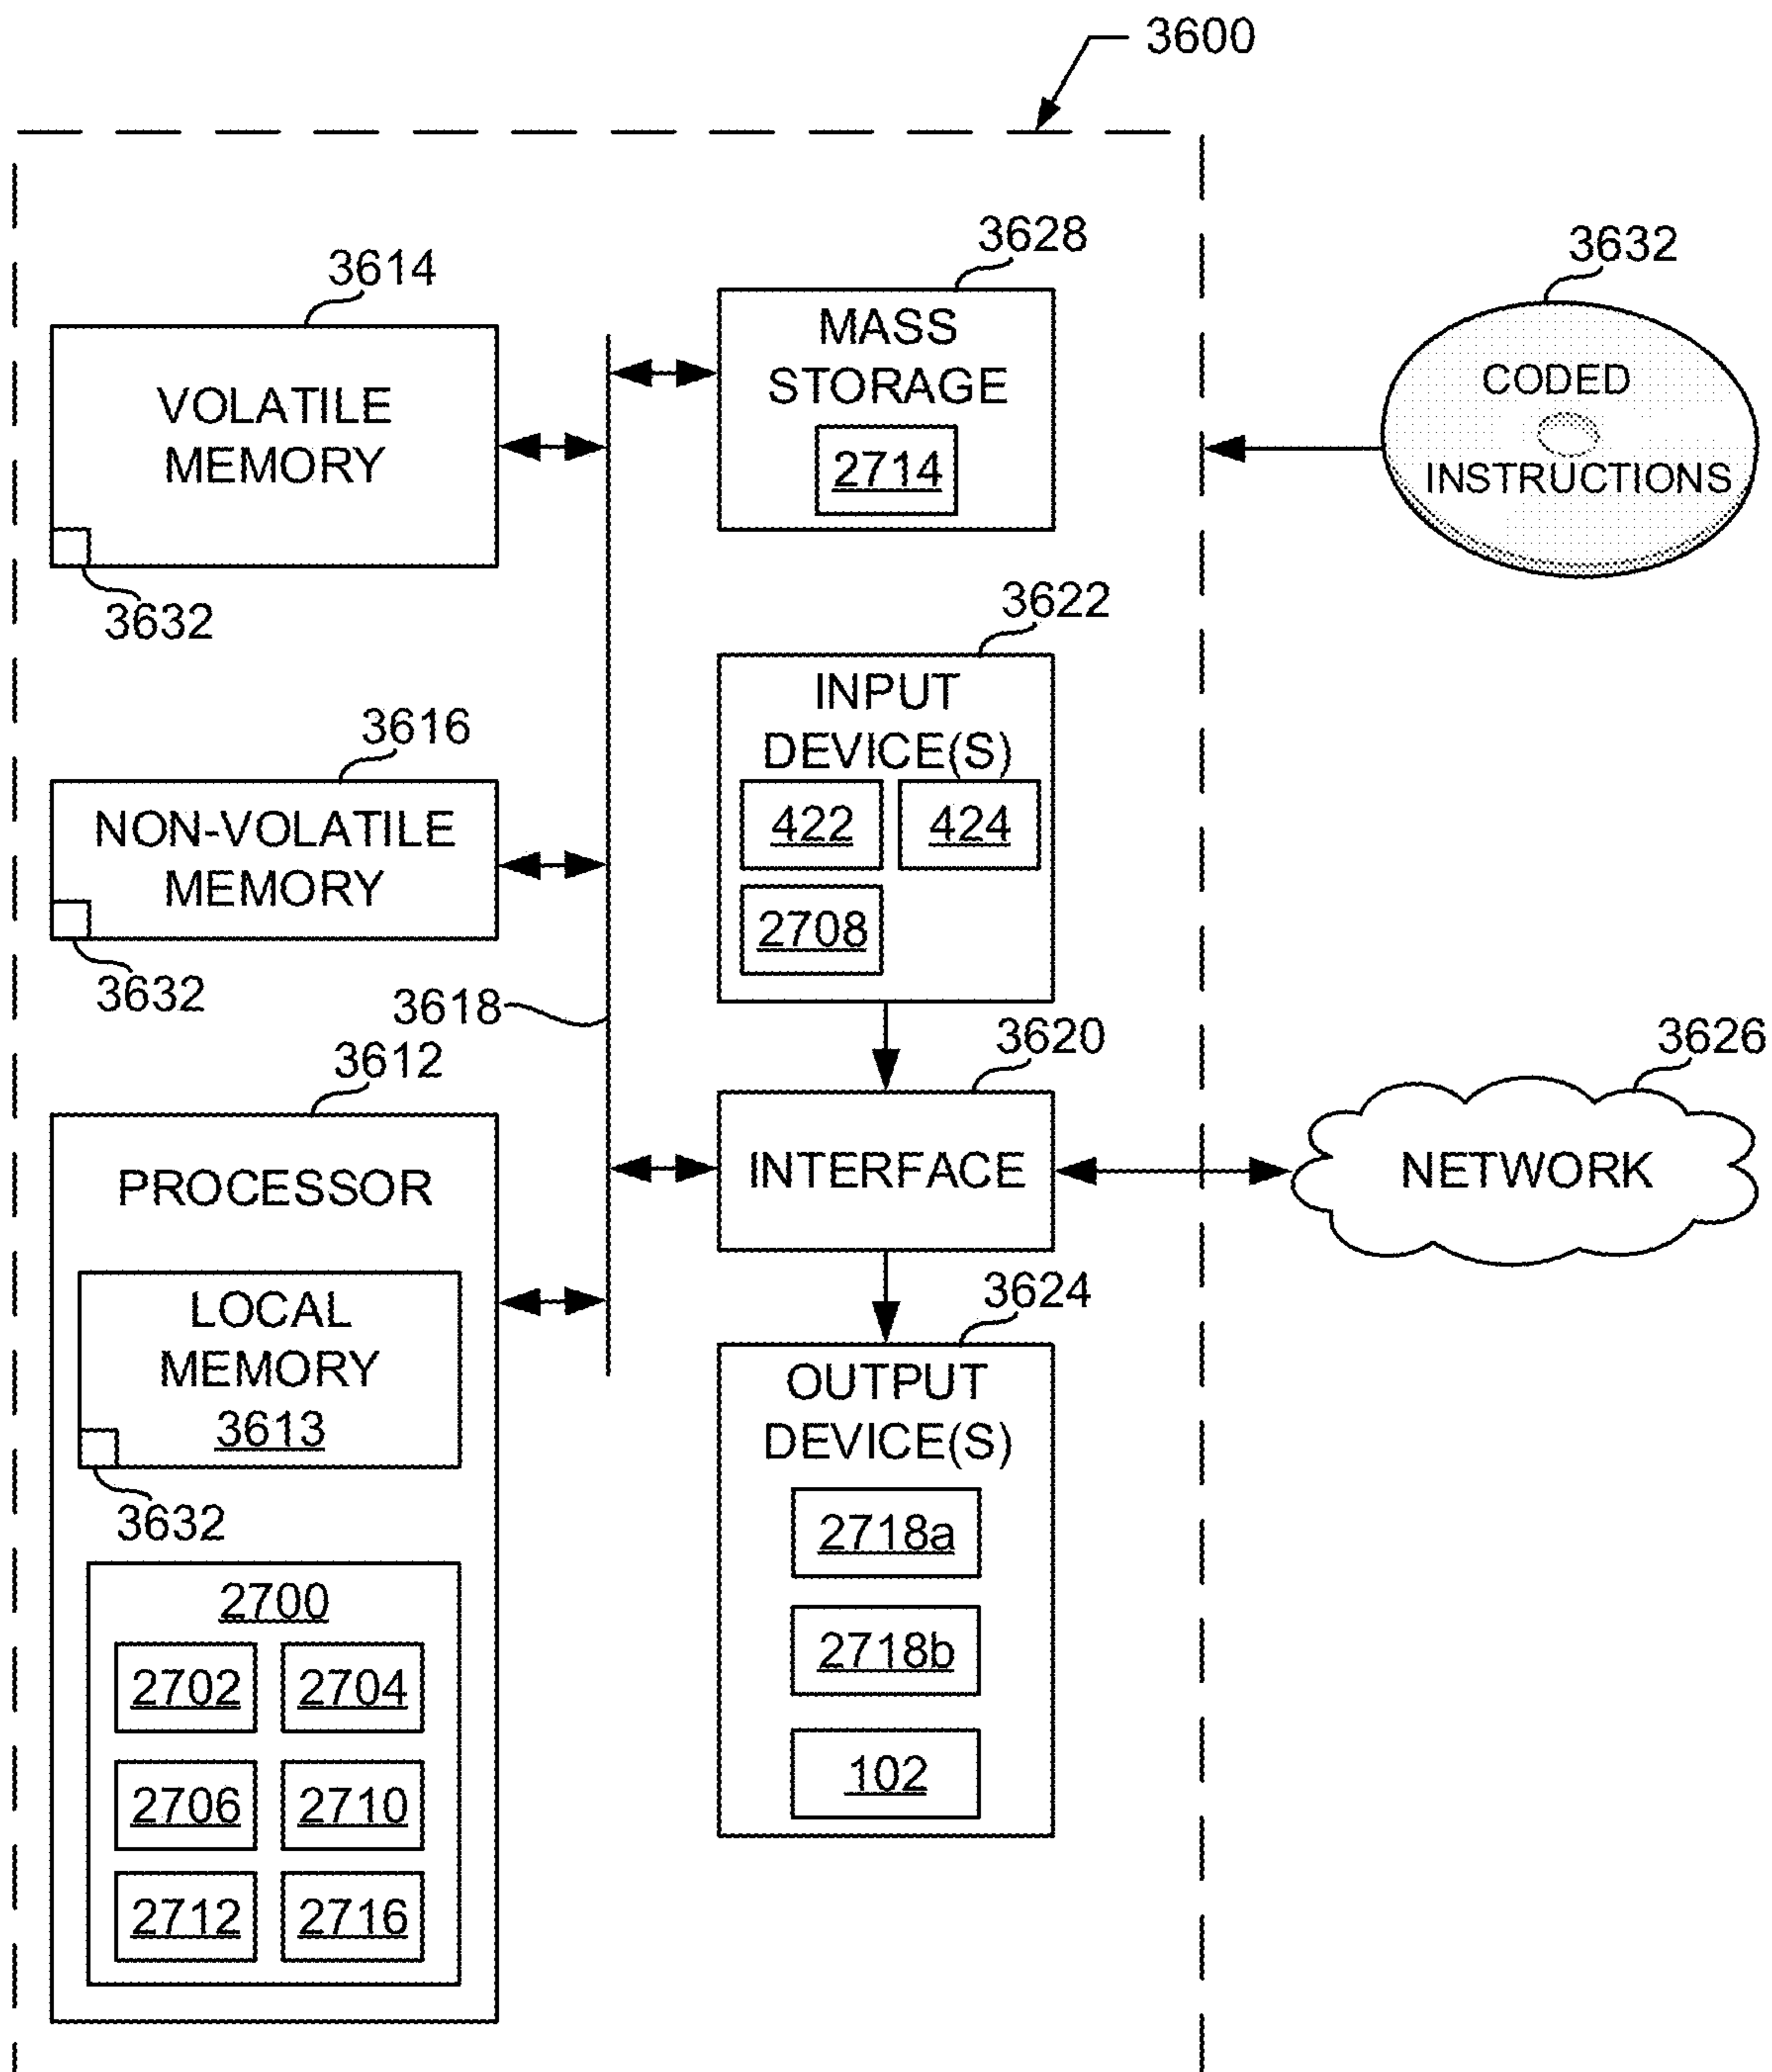 3600
3614
VOLATILE
MEMORY
3632
3628
MASS
STORAGE
2714
3632
CODED
INSTRUCTIONS
3616
NON-VOLATILE
MEMORY
3632
3622
INPUT
DEVICE(S)
422
424
2708
3618
3612
PROCESSOR
LOCAL
MEMORY
3613
3632
2700
2702
2704
2706
2710
2712
2716
3620
INTERFACE
3626
NETWORK
3624
OUTPUT
DEVICE(S)
2718a
2718b
102